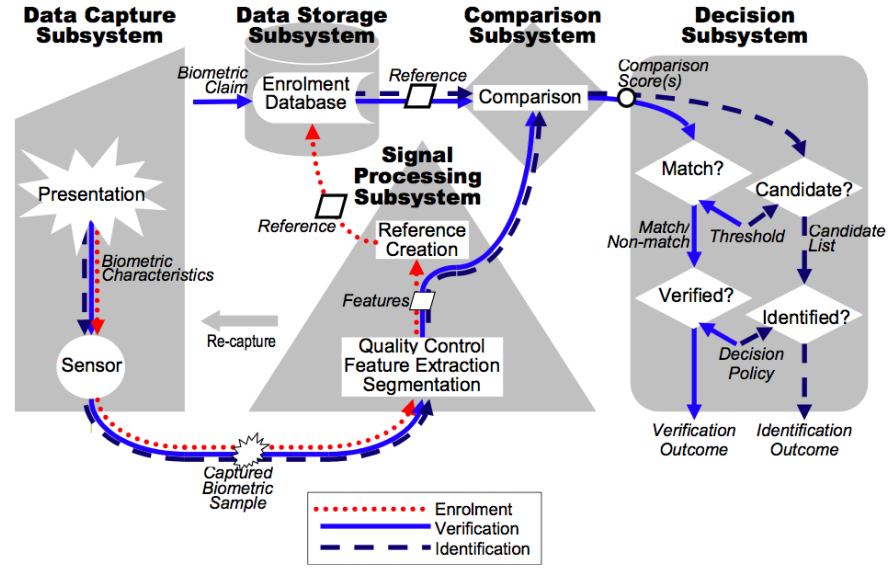 Data Capture
Subsystem
Data Storage
Subsystem
Comparison
Subsystem
Decision
Subsystem
Biometric
Claim
Enrolment
Database
Reference
Comparison
Comparison
Score(s)
Presentation
Signal
Processing
Subsystem
Match?
Candidate?
Reference
Reference
Creation
Match/
Non-match
Threshold
Candidate
List
Biometric
Characteristics
Features
Verified?
Identified?
Re-capture
Sensor
Quality Control
Feature Extraction
Segmentation
Decision
Policy
Verification
Outcome
Identification
Outcome
Captured
Biometric
Sample
Enrolment
Verification
Identification